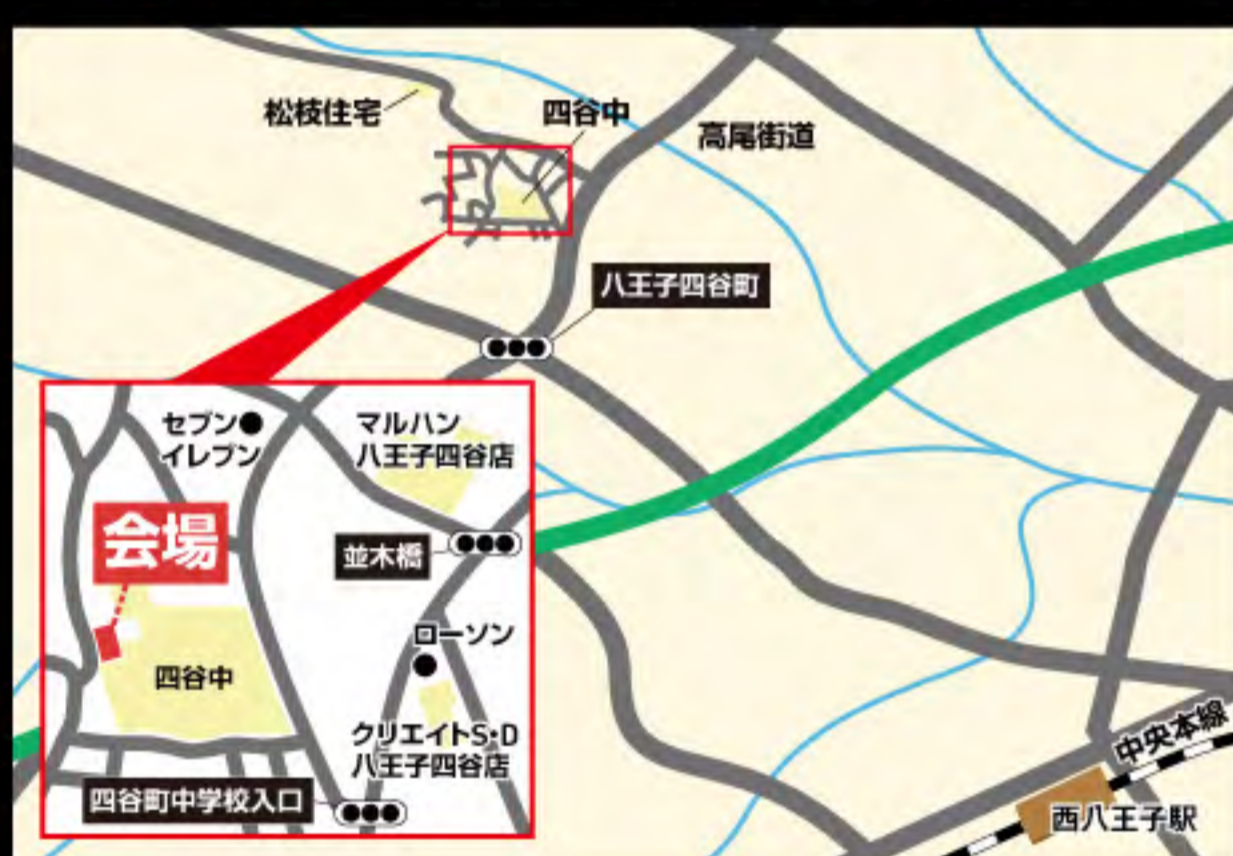 松枝住宅
四谷中
高尾街道
八王子四谷町
セブン
イレブン
マルハン
八王子四谷店
会場
並木橋
ローソン
四谷中
クリエイトS・D
八王子四谷店
四谷町中学校入口
中央本線
西八王子駅